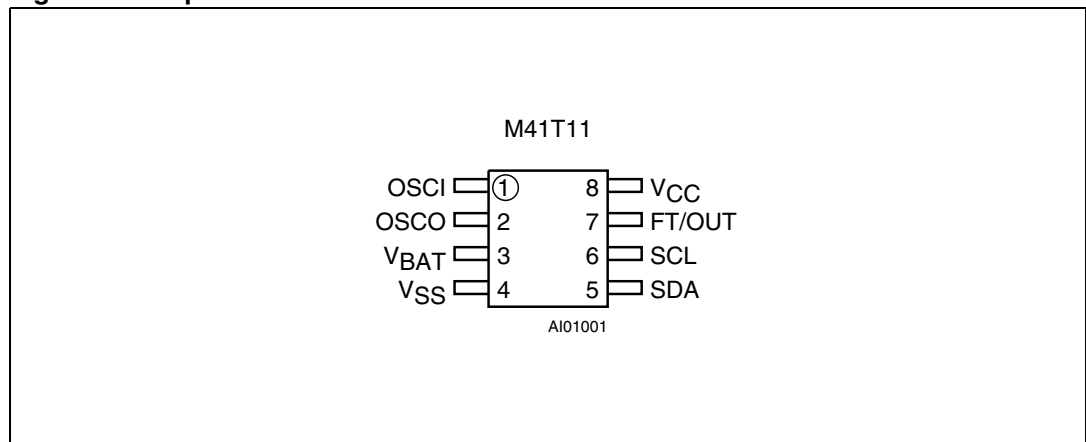 M41T11
OSCI 1 8 VCC
OSCO 2 7 FT/OUT
VBAT 3 6 SCL
VSS 4 5 SDA
AI01001